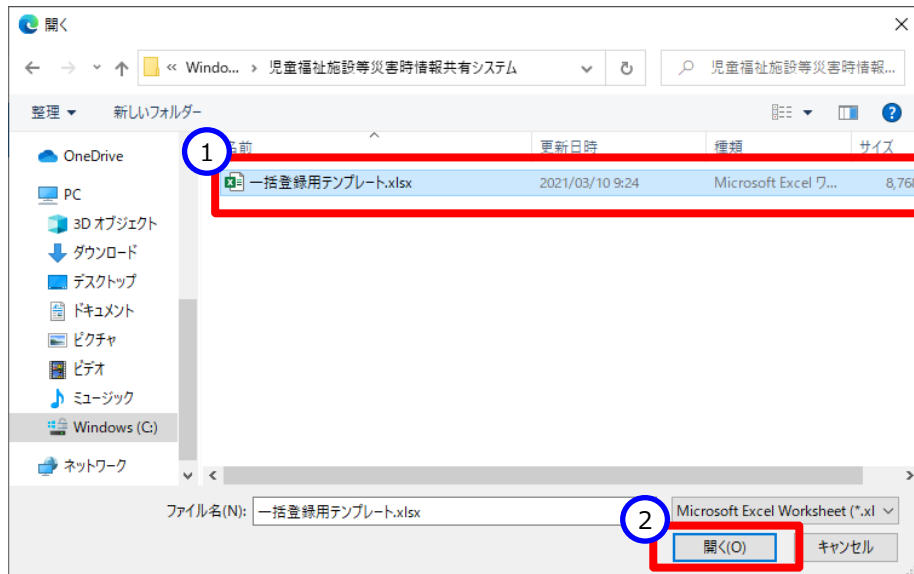 開く
« Windo... › 児童福祉施設等災害時情報共有システム
児童福祉施設等災害時情報...
整理 新しいフォルダー
1
名前 更新日時 種類 サイズ
OneDrive
一括登録用テンプレート.xlsx 2021/03/10 9:24 Microsoft Excel ワ... 8,76
PC
3D オブジェクト
ダウンロード
デスクトップ
ドキュメント
ピクチャ
ビデオ
ミュージック
Windows (C:)
ネットワーク
ファイル名(N): 一括登録用テンプレート.xlsx
2
Microsoft Excel Worksheet (*.xl
開く(O) キャンセル